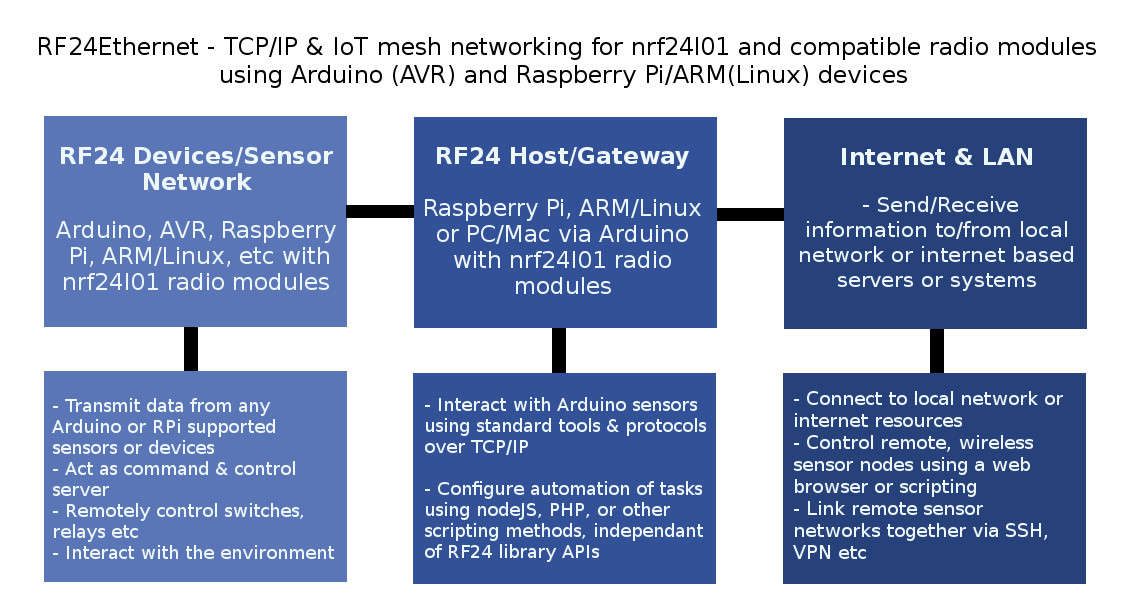 RF24Ethernet - TCP/IP & IoT mesh networking for nrf24l01 and compatible radio modules
using Arduino (AVR) and Raspberry Pi/ARM(Linux) devices
RF24 Devices/Sensor
Network
Arduino, AVR, Raspberry
Pi, ARM/Linux, etc with
nrf24l01 radio modules
RF24 Host/Gateway
Raspberry Pi, ARM/Linux
or PC/Mac via Arduino
with nrf24l01 radio
modules
Internet & LAN
- Send/Receive
information to/from local
network or internet based
servers or systems
- Transmit data from any
Arduino or RPi supported
sensors or devices
- Act as command & control
server
- Remotely control switches,
relays etc
- Interact with the environment
- Interact with Arduino sensors
using standard tools & protocols
over TCP/IP
- Configure automation of tasks
using nodeJS, PHP, or other
scripting methods, independant
of RF24 library APIs
- Connect to local network or
internet resources
- Control remote, wireless
sensor nodes using a web
browser or scripting
- Link remote sensor
networks together via SSH,
VPN etc